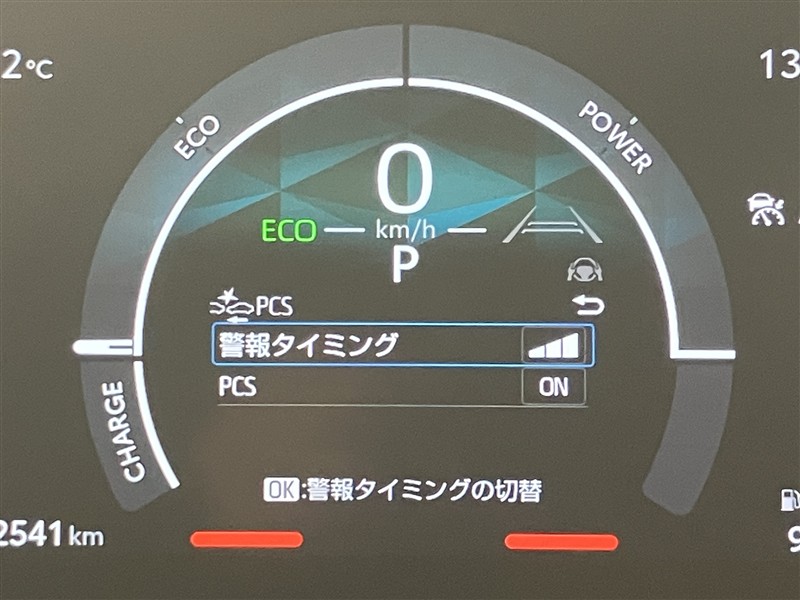 2℃
13
ECO
POWER
0
ECO
km/h
P
PCS
警報タイミング
PCS
ON
CHARGE
OK:警報タイミングの切替
2541 km
9